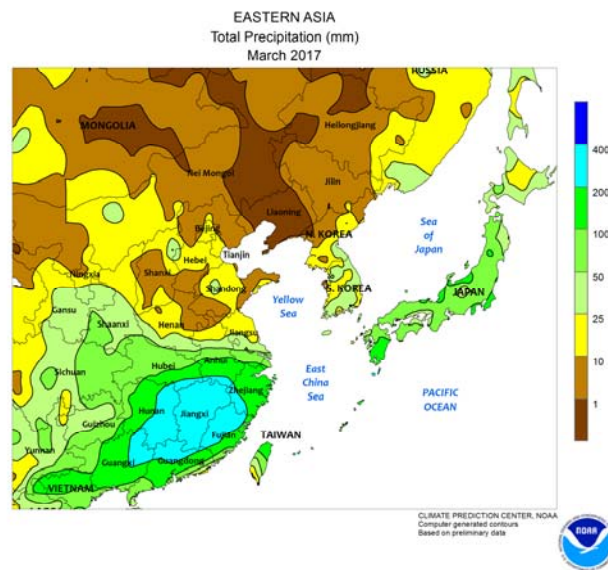 EASTERN ASIA
Total Precipitation (mm)
March 2017
RUSSIA
MONGOLIA
Heilongjiang
Nei Mongol
Jilin
Liaoning
Beijing
N. KOREA
Sea
of
Japan
Tianjin
Hebei
Ningxia
Shanxi
Shandong
Yellow
Sea
S. KOREA
JAPAN
Gansu
Shaanxi
Henan
Jiangsu
Sichuan
Hubei
Anhui
East
China
Sea
Zhejiang
PACIFIC
OCEAN
Hunan
Jiangxi
Guizhou
Fujian
TAIWAN
Yunnan
Guangxi
Guangdong
VIETNAM
400
200
100
50
25
10
1
CLIMATE PREDICTION CENTER, NOAA
Computer generated contours
Based on preliminary data
NOAA